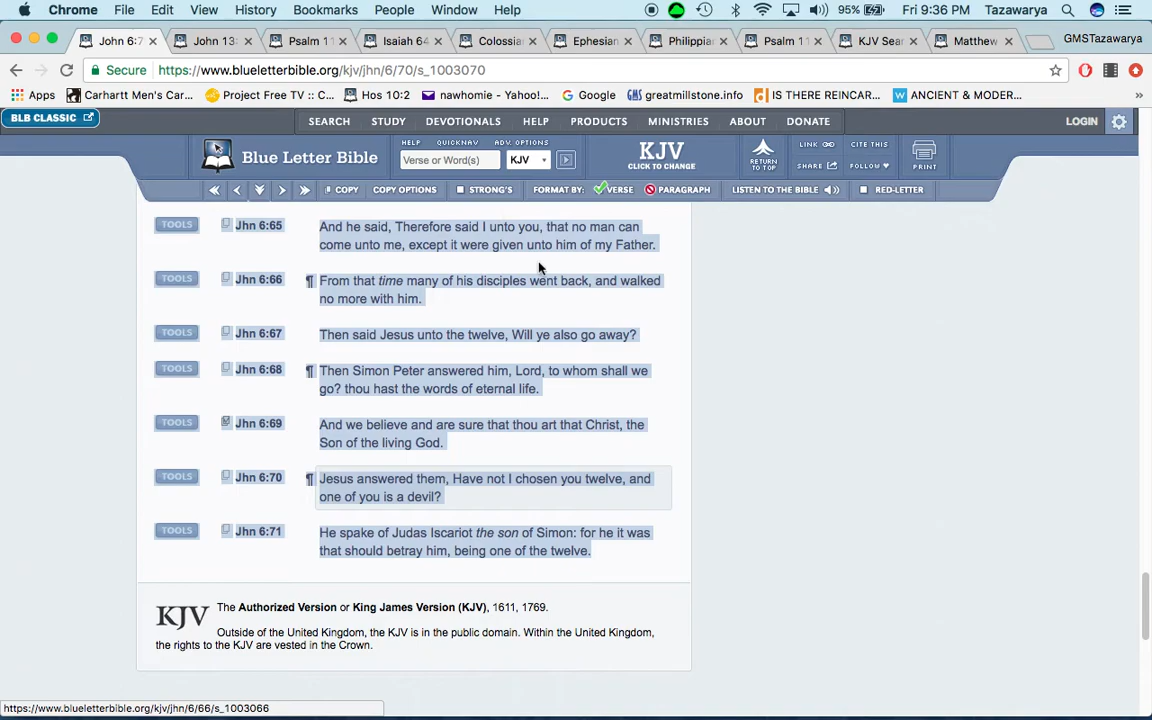 Chrome File Edit View History Bookmarks People Window Help 95% Fri 9:36 PM Tazawarya
John 6:7 John 13: Psalm 11 Isaiah 64 Colossia Ephesian Philippia Psalm 11 KJV Sea Matthew GMSTazawarya
Secure https://www.blueletterbible.org/kjv/jhn/6/70/s_1003070
Apps Carhartt Men's Car... Project Free TV :: C... Hos 10:2 nawhomie - Yahoo!... Google GMS greatmillstone.info IS THERE REINCAR... W ANCIENT & MODER... »
BLB CLASSIC SEARCH STUDY DEVOTIONALS HELP PRODUCTS MINISTRIES ABOUT DONATE LOGIN
HELP QUICKNAV ADV. OPTIONS
Blue Letter Bible Verse or Word(s) KJV KJV CLICK TO CHANGE RETURN TO TOP LINK CITE THIS SHARE FOLLOW PRINT
COPY COPY OPTIONS STRONG'S FORMAT BY: VERSE PARAGRAPH LISTEN TO THE BIBLE RED-LETTER
TOOLS Jhn 6:65 And he said, Therefore said I unto you, that no man can
come unto me, except it were given unto him of my Father.
TOOLS Jhn 6:66 ¶ From that time many of his disciples went back, and walked
no more with him.
TOOLS Jhn 6:67 Then said Jesus unto the twelve, Will ye also go away?
TOOLS Jhn 6:68 ¶ Then Simon Peter answered him, Lord, to whom shall we
go? thou hast the words of eternal life.
TOOLS Jhn 6:69 And we believe and are sure that thou art that Christ, the
Son of the living God.
TOOLS Jhn 6:70 ¶ Jesus answered them, Have not I chosen you twelve, and
one of you is a devil?
TOOLS Jhn 6:71 He spake of Judas Iscariot the son of Simon: for he it was
that should betray him, being one of the twelve.
KJV The Authorized Version or King James Version (KJV), 1611, 1769.
Outside of the United Kingdom, the KJV is in the public domain. Within the United Kingdom,
the rights to the KJV are vested in the Crown.
https://www.blueletterbible.org/kjv/jhn/6/66/s_1003066